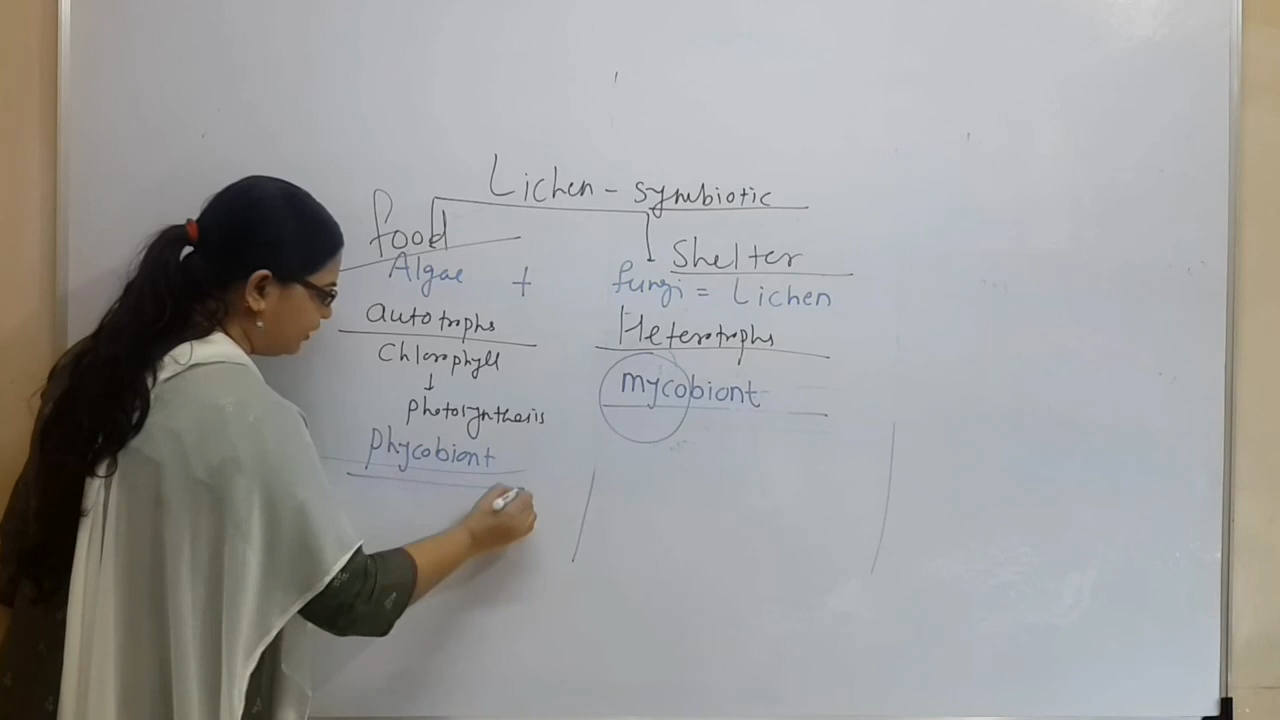 Lichen - symbiotic
food
Shelter
Algae + fungi = Lichen
autotrophs
Heterotrophs
Chlorophyll
↓
mycobiont
photosynthesis
phycobiont